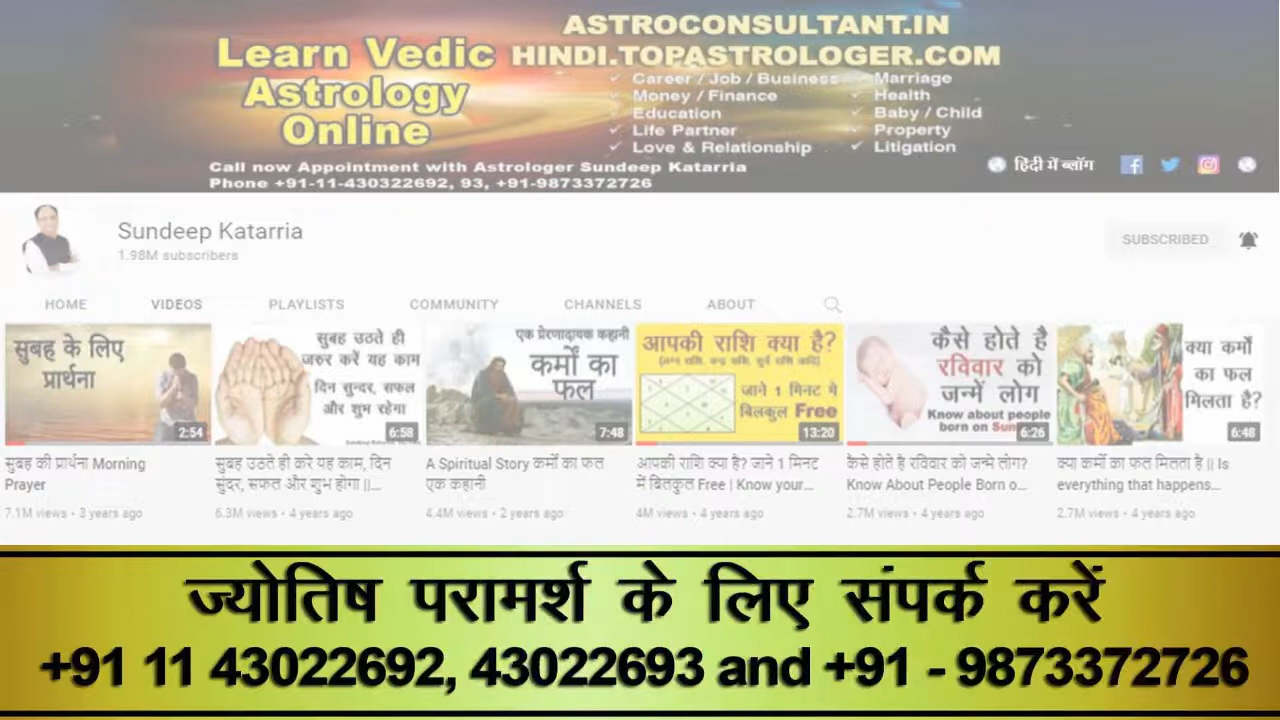 ASTROCONSULTANT.IN
HINDI.TOPASTROLOGER.COM
Learn Vedic
Astrology
Online
✓ Career / Job / Business ✓ Marriage
✓ Money / Finance ✓ Health
✓ Education ✓ Baby / Child
✓ Life Partner ✓ Property
✓ Love & Relationship ✓ Litigation
Call now Appointment with Astrologer Sundeep Katarria
Phone +91-11-430322692, 93, +91-9873372726
हिंदी में ब्लॉग
Sundeep Katarria
1.98M subscribers
SUBSCRIBED
HOME VIDEOS PLAYLISTS COMMUNITY CHANNELS ABOUT
सुबह के लिए
प्रार्थना
2:54
सुबह उठते ही
जरुर करें यह काम
दिन सुन्दर, सफल
और शुभ रहेगा
6:58
एक प्रेरणादायक कहानी
कर्मों का
फल
7:48
आपकी राशि क्या है?
(जन्म राशि, चन्द्र राशि, सूर्य राशि आदि)
जाने 1 मिनट मे
बिलकुल Free
13:20
कैसे होते है
रविवार को
जन्में लोग
Know about people
born on Sun
6:26
क्या कर्मो
का फल
मिलता है?
6:48
सुबह की प्रार्थना Morning
Prayer
7.1M views • 3 years ago
सुबह उठते ही करे यह काम, दिन
सुंदर, सफल और शुभ होगा ||...
6.3M views • 4 years ago
A Spiritual Story कर्मों का फल
एक कहानी
4.4M views • 2 years ago
आपकी राशि क्या है? जाने 1 मिनट
में बिलकुल Free | Know your...
4M views • 4 years ago
कैसे होते है रविवार को जन्मे लोग?
Know About People Born o...
2.7M views • 4 years ago
क्या कर्मो का फल मिलता है || Is
everything that happens...
2.7M views • 4 years ago
ज्योतिष परामर्श के लिए संपर्क करें
+91 11 43022692, 43022693 and +91 - 9873372726